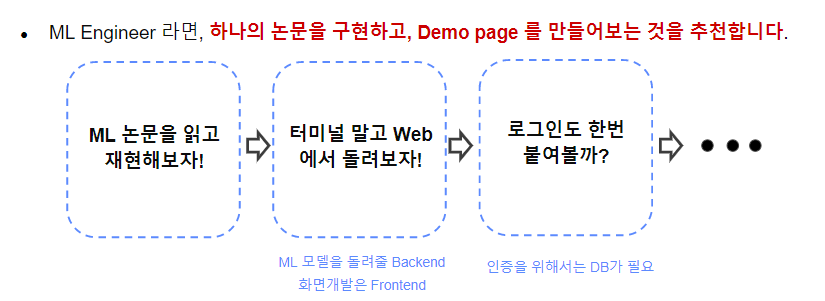 ML Engineer 라면, 하나의 논문을 구현하고, Demo page 를 만들어보는 것을 추천합니다.
ML 논문을 읽고
재현해보자!
터미널 말고 Web
에서 돌려보자!
로그인도 한번
붙여볼까?
ML 모델을 돌려줄 Backend
화면개발은 Frontend
인증을 위해서는 DB가 필요